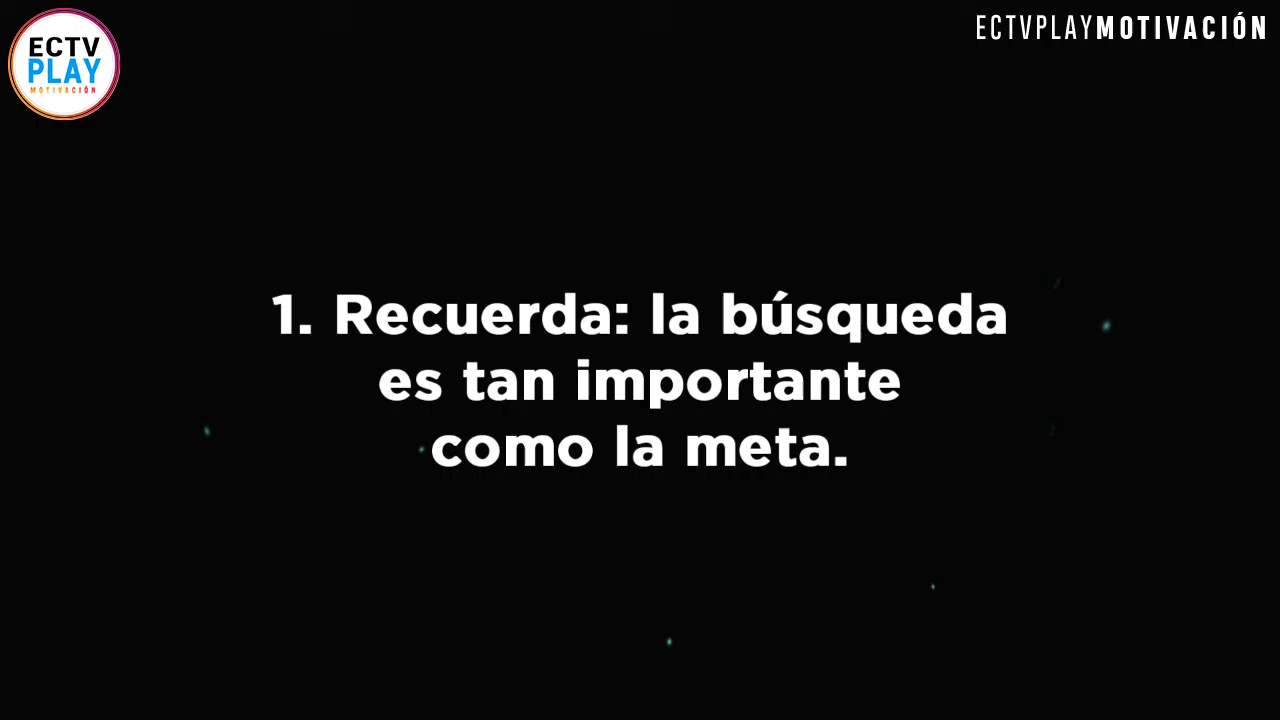 ECTV
PLAY
MOTIVACIÓN
ECTVPLAYMOTIVACIÓN
1. Recuerda: la búsqueda
es tan importante
como la meta.